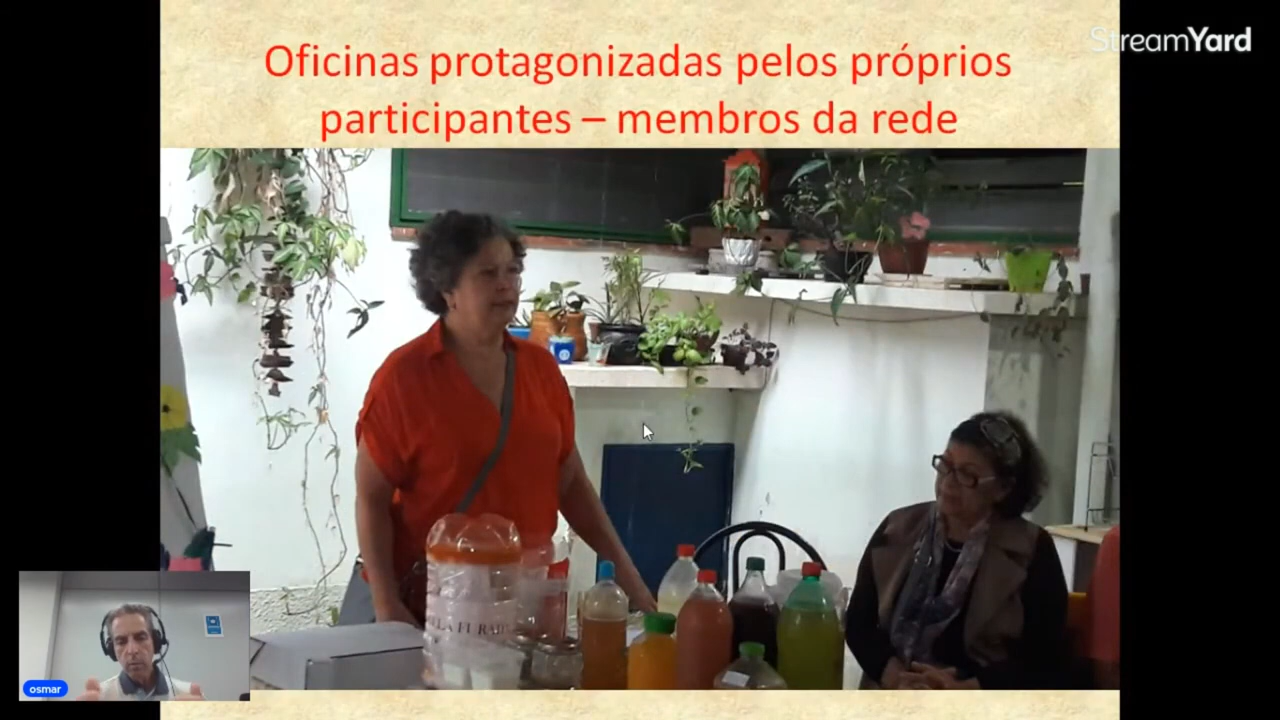 Oficinas protagonizadas pelos próprios
participantes – membros da rede
StreamYard
osmar